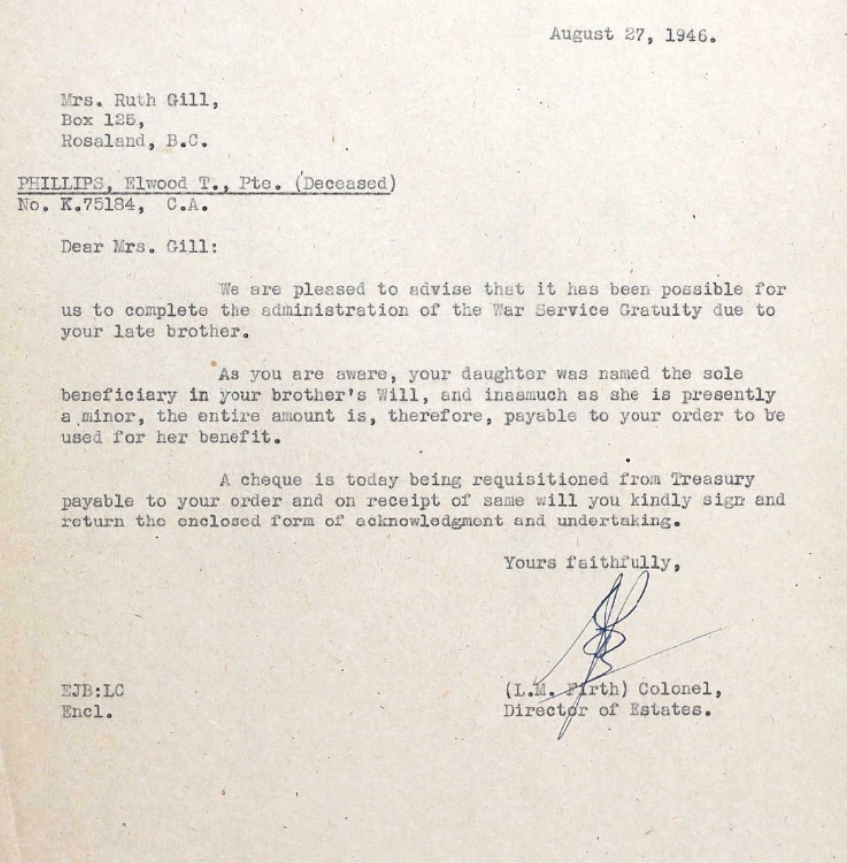 August 27, 1946.
Mrs. Ruth Gill,
Box 125,
Rosaland, B.C.
PHILLIPS, Elwood T., Pte. (Deceased)
No. K.75184, C.A.
Dear Mrs. Gill:
We are pleased to advise that it has been possible for
us to complete the administration of the War Service Gratuity due to
your late brother.
As you are aware, your daughter was named the sole
beneficiary in your brother's Will, and inasmuch as she is presently
a minor, the entire amount is, therefore, payable to your order to be
used for her benefit.
A cheque is today being requisitioned from Treasury
payable to your order and on receipt of same will you kindly sign and
return the enclosed form of acknowledgment and undertaking.
Yours faithfully,
EJB:LC
Encl.
(L.M. Firth) Colonel,
Director of Estates.